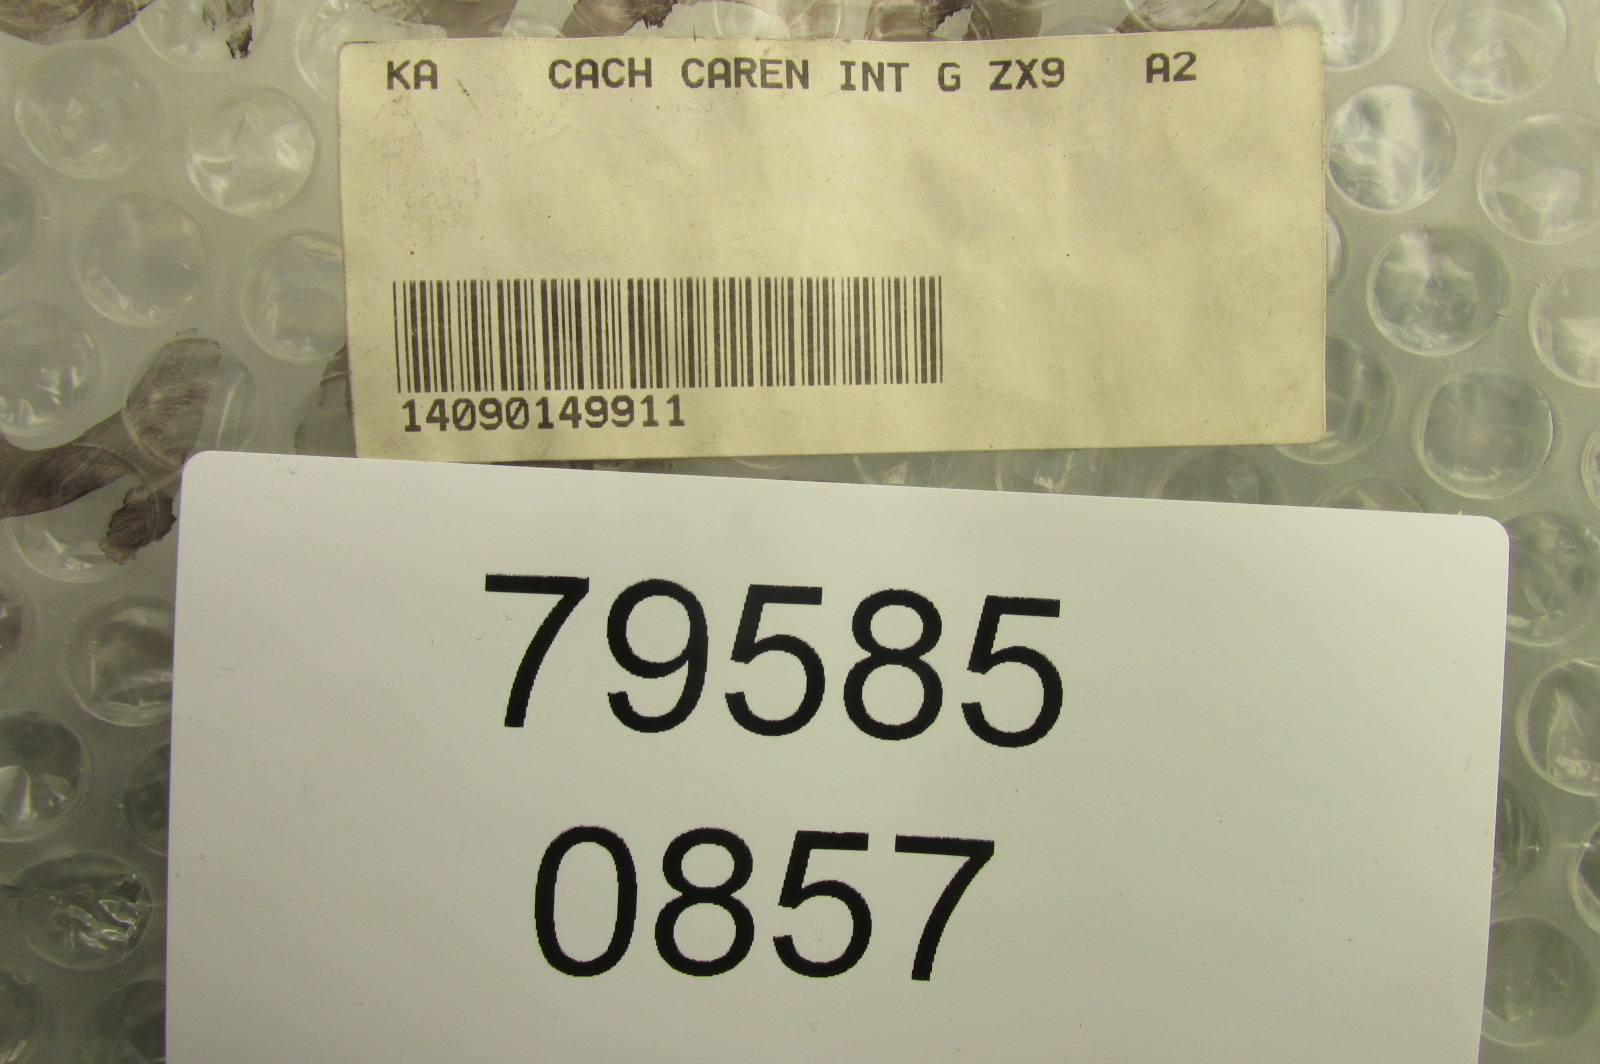 KA CACH CAREN INT G ZX9 A2
14090149911
79585
0857